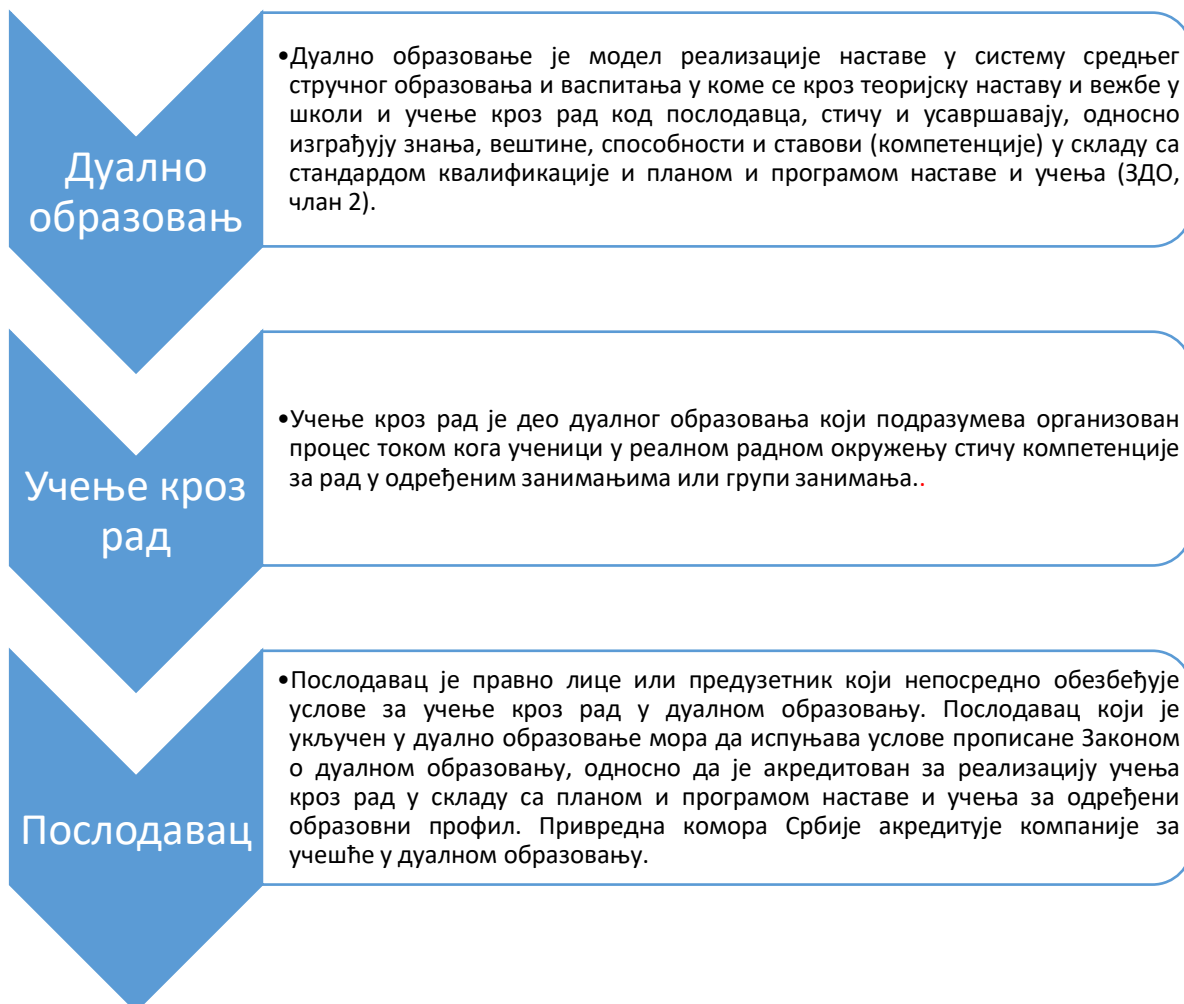 Дуално
образовањ
•Дуално образовање је модел реализације наставе у систему средњег
стручног образовања и васпитања у коме се кроз теоријску наставу и вежбе у
школи и учење кроз рад код послодавца, стичу и усавршавају, односно
изграђују знања, вештине, способности и ставови (компетенције) у складу са
стандардом квалификације и планом и програмом наставе и учења (ЗДО,
члан 2).
Учење кроз
рад
•Учење кроз рад је део дуалног образовања који подразумева организован
процес током кога ученици у реалном радном окружењу стичу компетенције
за рад у одређеним занимањима или групи занимања..
Послодавац
•Послодавац је правно лице или предузетник који непосредно обезбеђује
услове за учење кроз рад у дуалном образовању. Послодавац који је
укључен у дуално образовање мора да испуњава услове прописане Законом
о дуалном образовању, односно да је акредитован за реализацију учења
кроз рад у складу са планом и програмом наставе и учења за одређени
образовни профил. Привредна комора Србије акредитује компаније за
учешће у дуалном образовању.